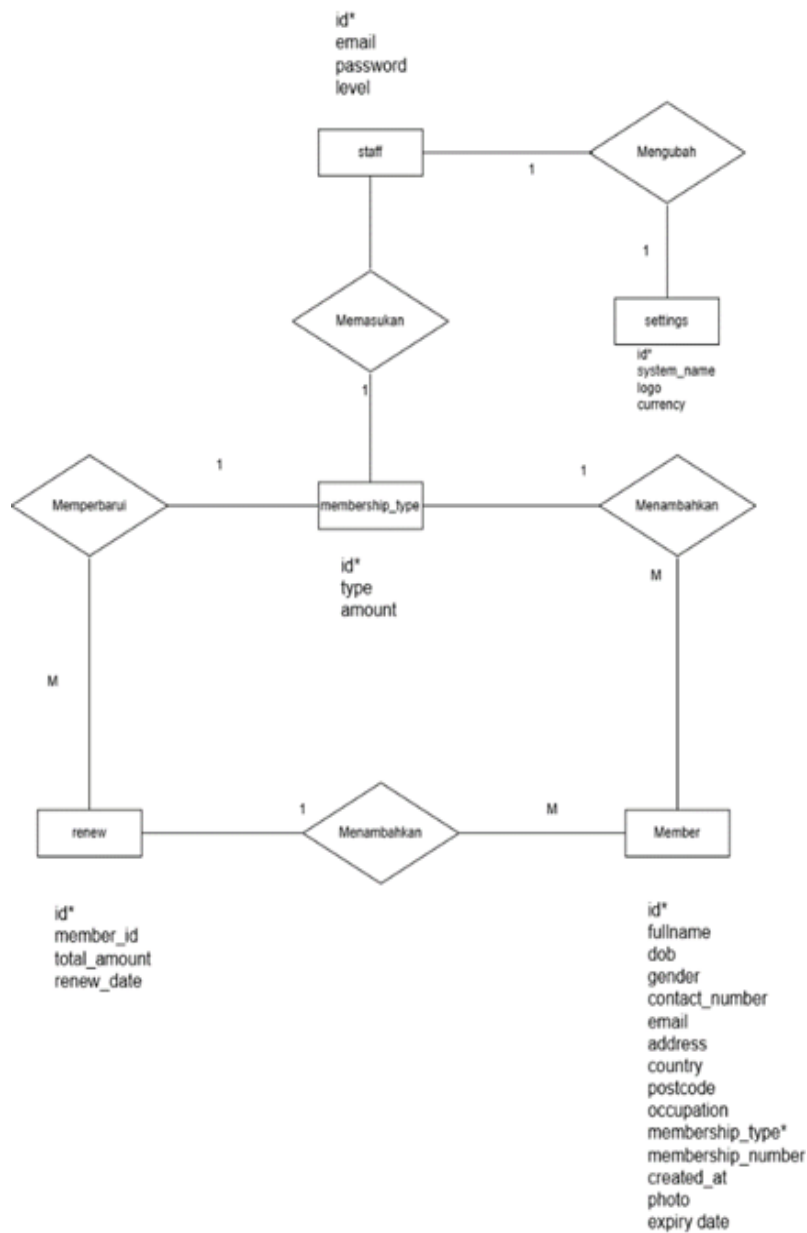 id*
email
password
level
staff
Mengubah
1
1
Memasukan
settings
id*
system_name
logo
currency
1
1
1
Memperbarui
membership_type
Menambahkan
id*
type
amount
M
M
renew
1
Menambahkan
M
Member
id*
member_id
total_amount
renew_date
id*
fullname
dob
gender
contact_number
email
address
country
postcode
occupation
membership_type*
membership_number
created_at
photo
expiry date